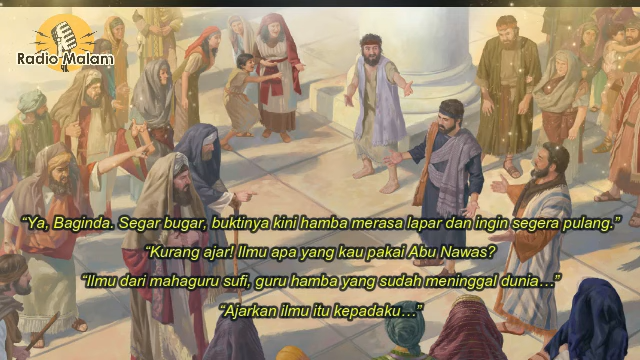 Radio Malam
“Ya, Baginda. Segar bugar, buktinya kini hamba merasa lapar dan ingin segera pulang.”
“Kurang ajar! Ilmu apa yang kau pakai Abu Nawas?
“Ilmu dari mahaguru sufi, guru hamba yang sudah meninggal dunia…”
“Ajarkan ilmu itu kepadaku…”